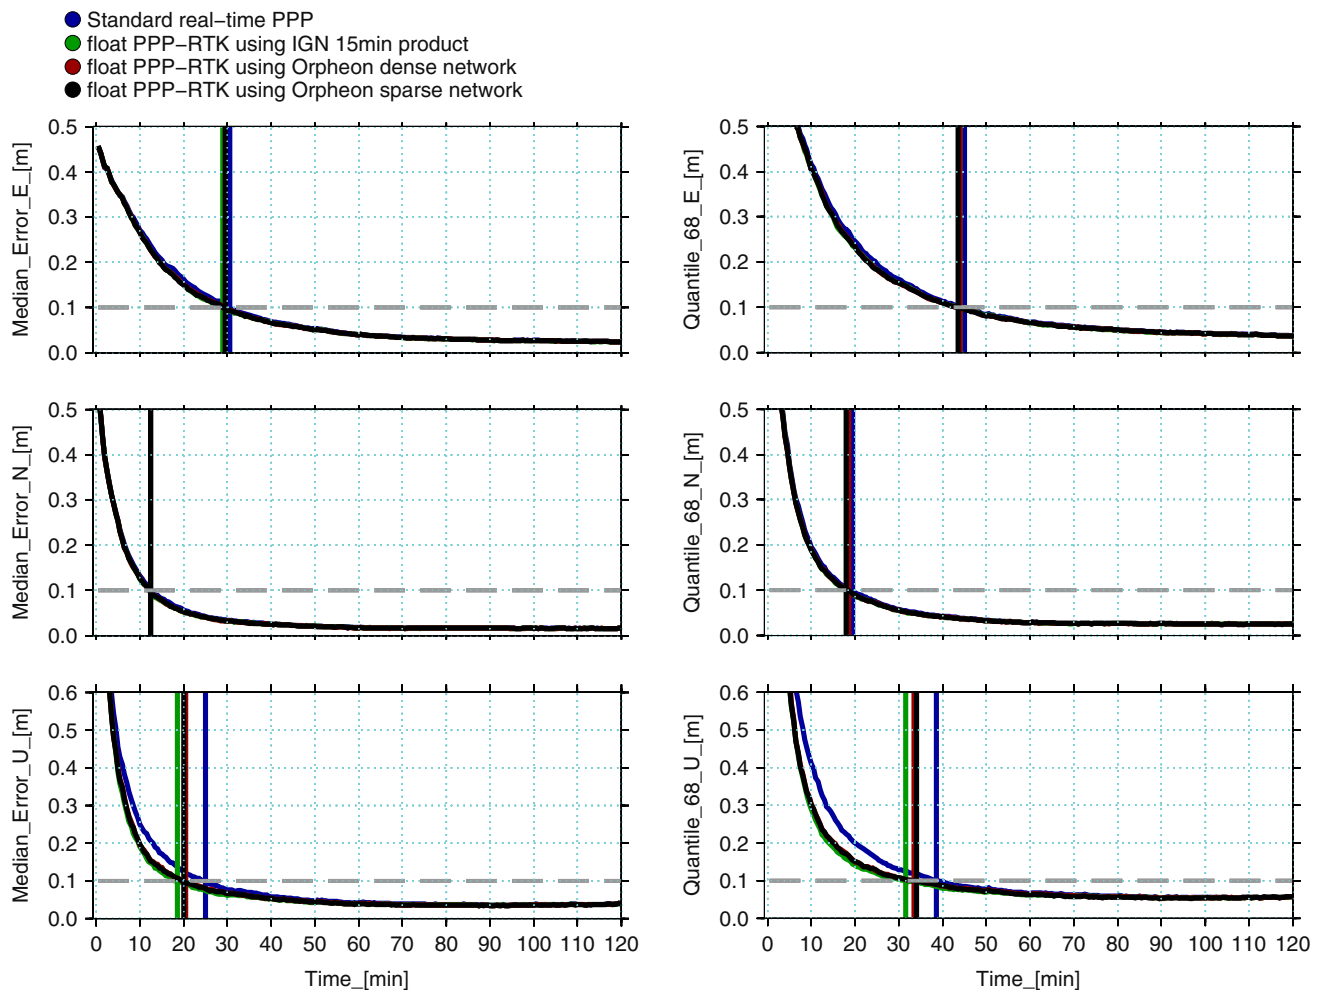 Standard real−time PPP
float PPP−RTK using IGN 15min product
float PPP−RTK using Orpheon dense network
float PPP−RTK using Orpheon sparse network
Median_Error_E_[m]
0.5
0.4
0.3
0.2
0.1
0.0
Quantile_68_E_[m]
0.5
0.4
0.3
0.2
0.1
0.0
Median_Error_N_[m]
0.5
0.4
0.3
0.2
0.1
0.0
Quantile_68_N_[m]
0.5
0.4
0.3
0.2
0.1
0.0
Median_Error_U_[m]
0.6
0.5
0.4
0.3
0.2
0.1
0.0
0 10 20 30 40 50 60 70 80 90 100 110 120
Time_[min]
Quantile_68_U_[m]
0.6
0.5
0.4
0.3
0.2
0.1
0.0
0 10 20 30 40 50 60 70 80 90 100 110 120
Time_[min]